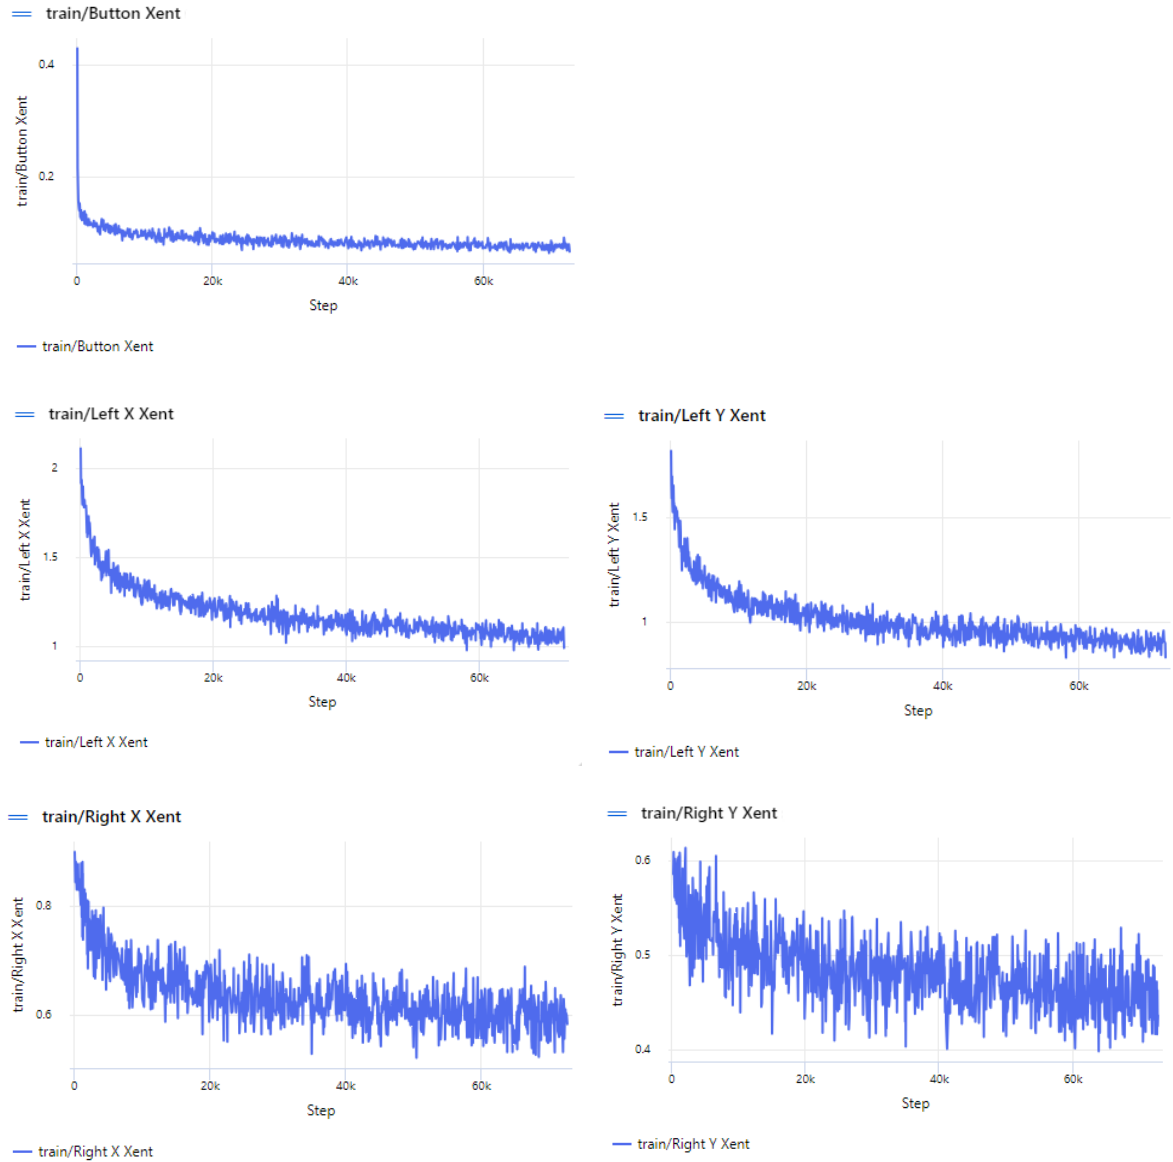 train/Button Xent
train/Button Xent
0.4
0.2
0
20k
40k
60k
Step
train/Button Xent
train/Left X Xent
train/Left X Xent
2
1.5
1
0
20k
40k
60k
Step
train/Left X Xent
train/Left Y Xent
train/Left Y Xent
1.5
1
0
20k
40k
60k
Step
train/Left Y Xent
train/Right X Xent
train/Right X Xent
0.8
0.6
0
20k
40k
60k
Step
train/Right X Xent
train/Right Y Xent
train/Right Y Xent
0.6
0.5
0.4
0
20k
40k
60k
Step
train/Right Y Xent